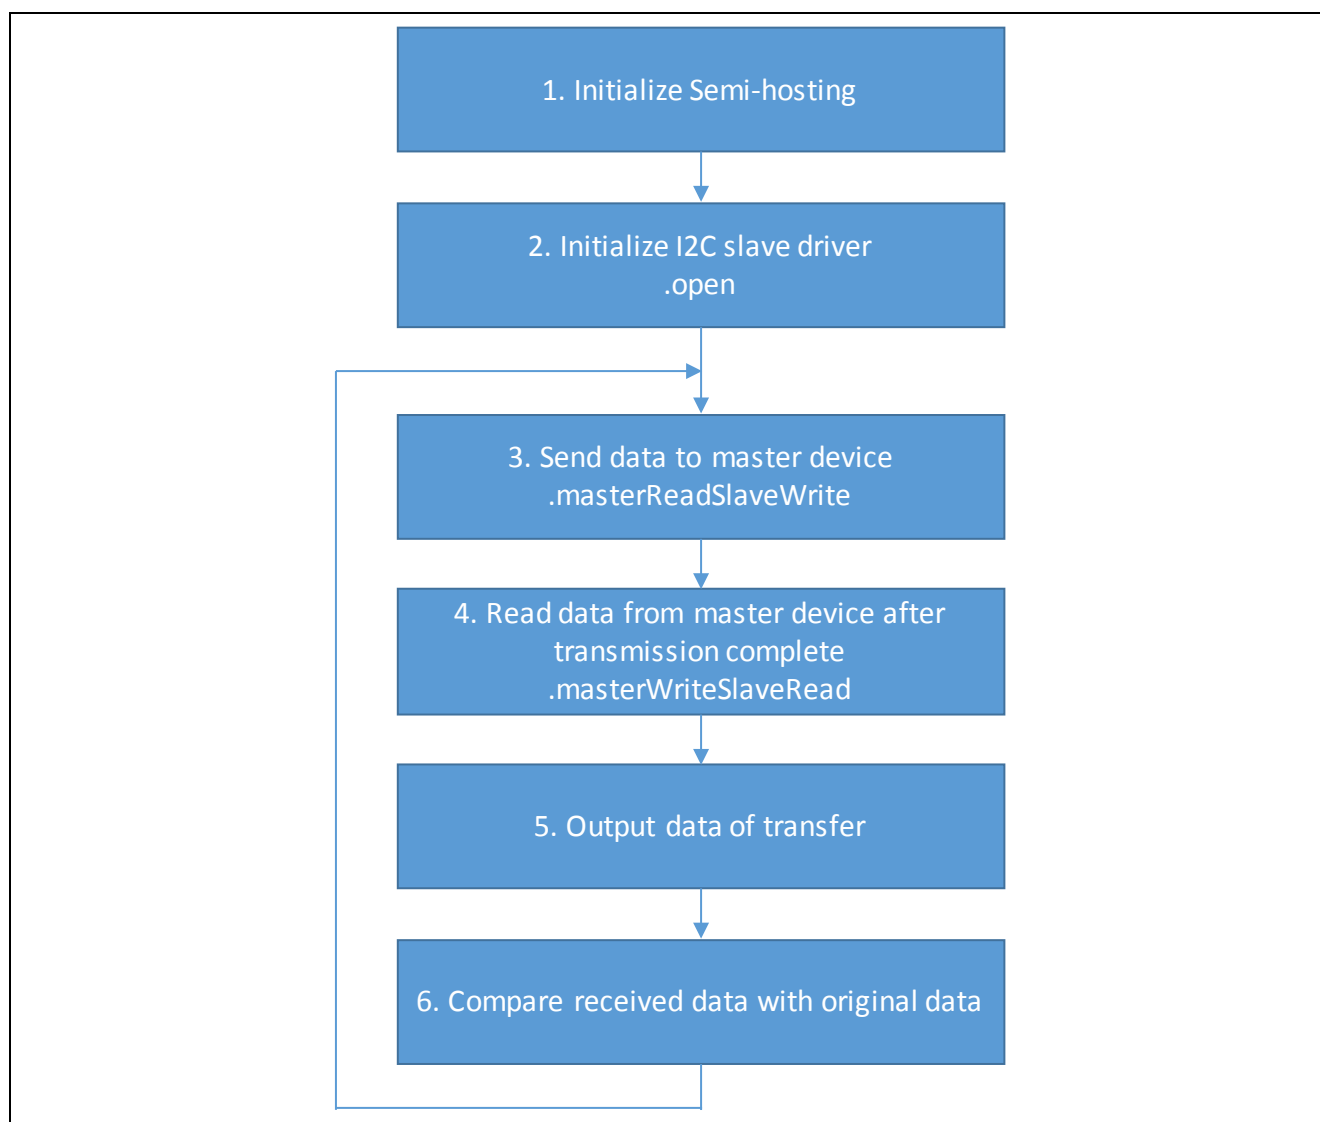 1. Initialize Semi-hosting
2. Initialize I2C slave driver
.open
3. Send data to master device
.masterReadSlaveWrite
4. Read data from master device after
transmission complete
.masterWriteSlaveRead
5. Output data of transfer
6. Compare received data with original data